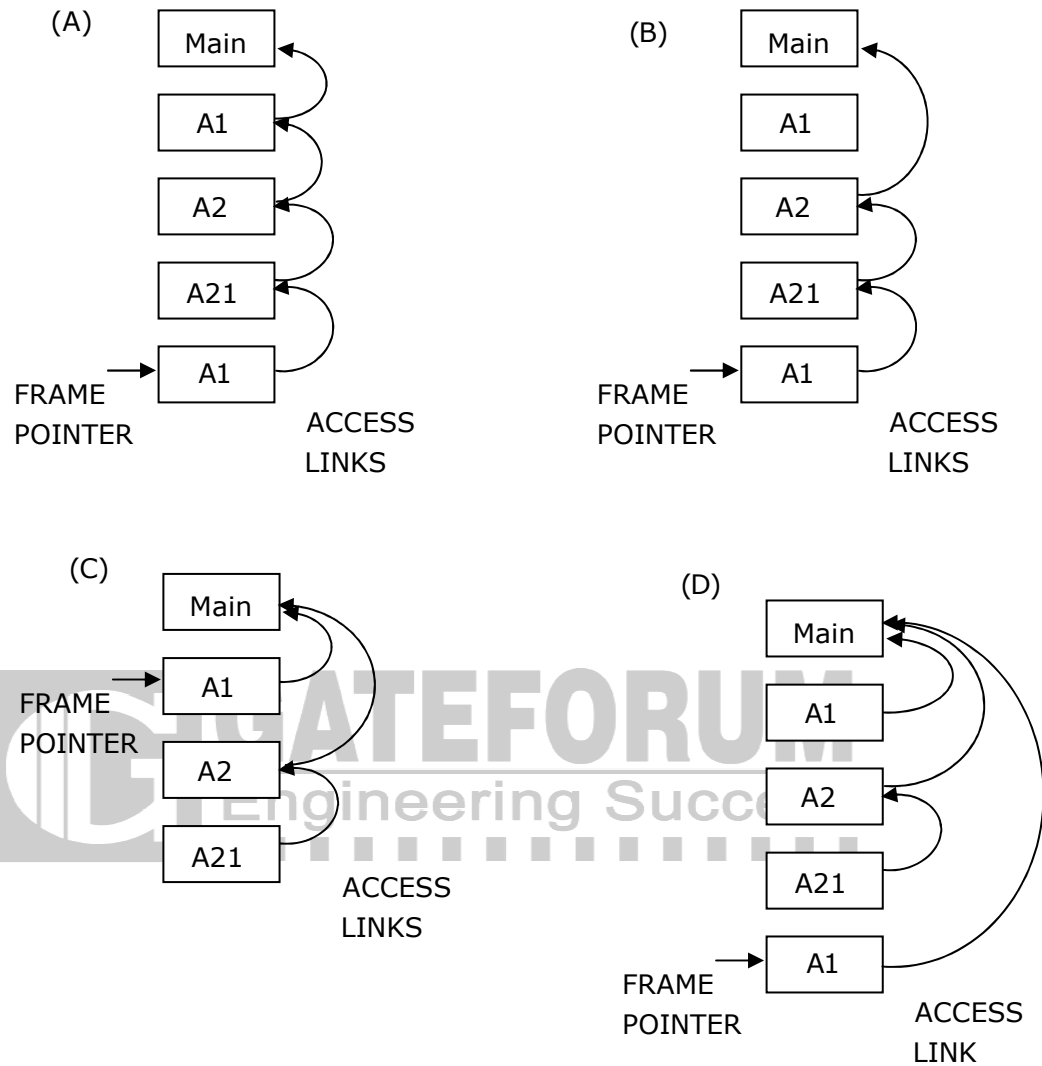 (A)
Main
A1
A2
A21
A1
FRAME
POINTER
ACCESS
LINKS
(B)
Main
A1
A2
A21
A1
FRAME
POINTER
ACCESS
LINKS
(C)
Main
A1
FRAME
POINTER
A2
A21
ACCESS
LINKS
(D)
Main
A1
A2
A21
A1
FRAME
POINTER
ACCESS
LINK
GATEFORUM
Engineering